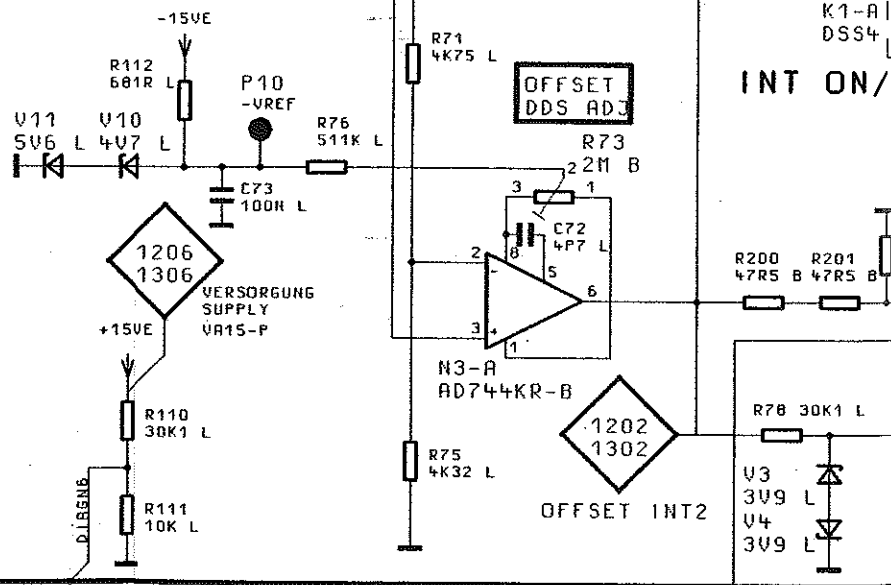 -15VE
R112
681R L
P10
-VREF
V11
5V6 L
V10
4V7 L
R76
511K L
C73
100N L
R71
4K75 L
OFFSET
DDS ADJ
K1-A
DSS4
L
INT ON/
R73
2M B
2
3
1
C72
4P7 L
8
5
2
-
6
3
+
1
N3-A
AD744KR-B
R200
47R5 B
R201
47R5 B
1206
1306
VERSORGUNG
SUPPLY
VA15-P
+15VE
R110
30K1 L
R111
10K L
DIAGN6
R75
4K32 L
1202
1302
OFFSET INT2
R78 30K1 L
V3
3V9 L
V4
3V9 L